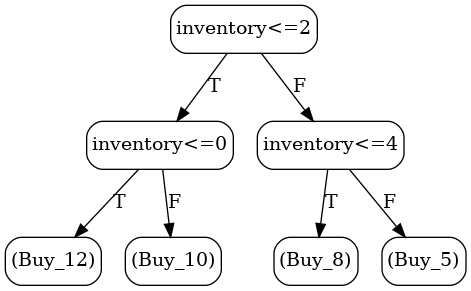 inventory<=2
T
F
inventory<=0
inventory<=4
T
F
T
F
(Buy_12)
(Buy_10)
(Buy_8)
(Buy_5)